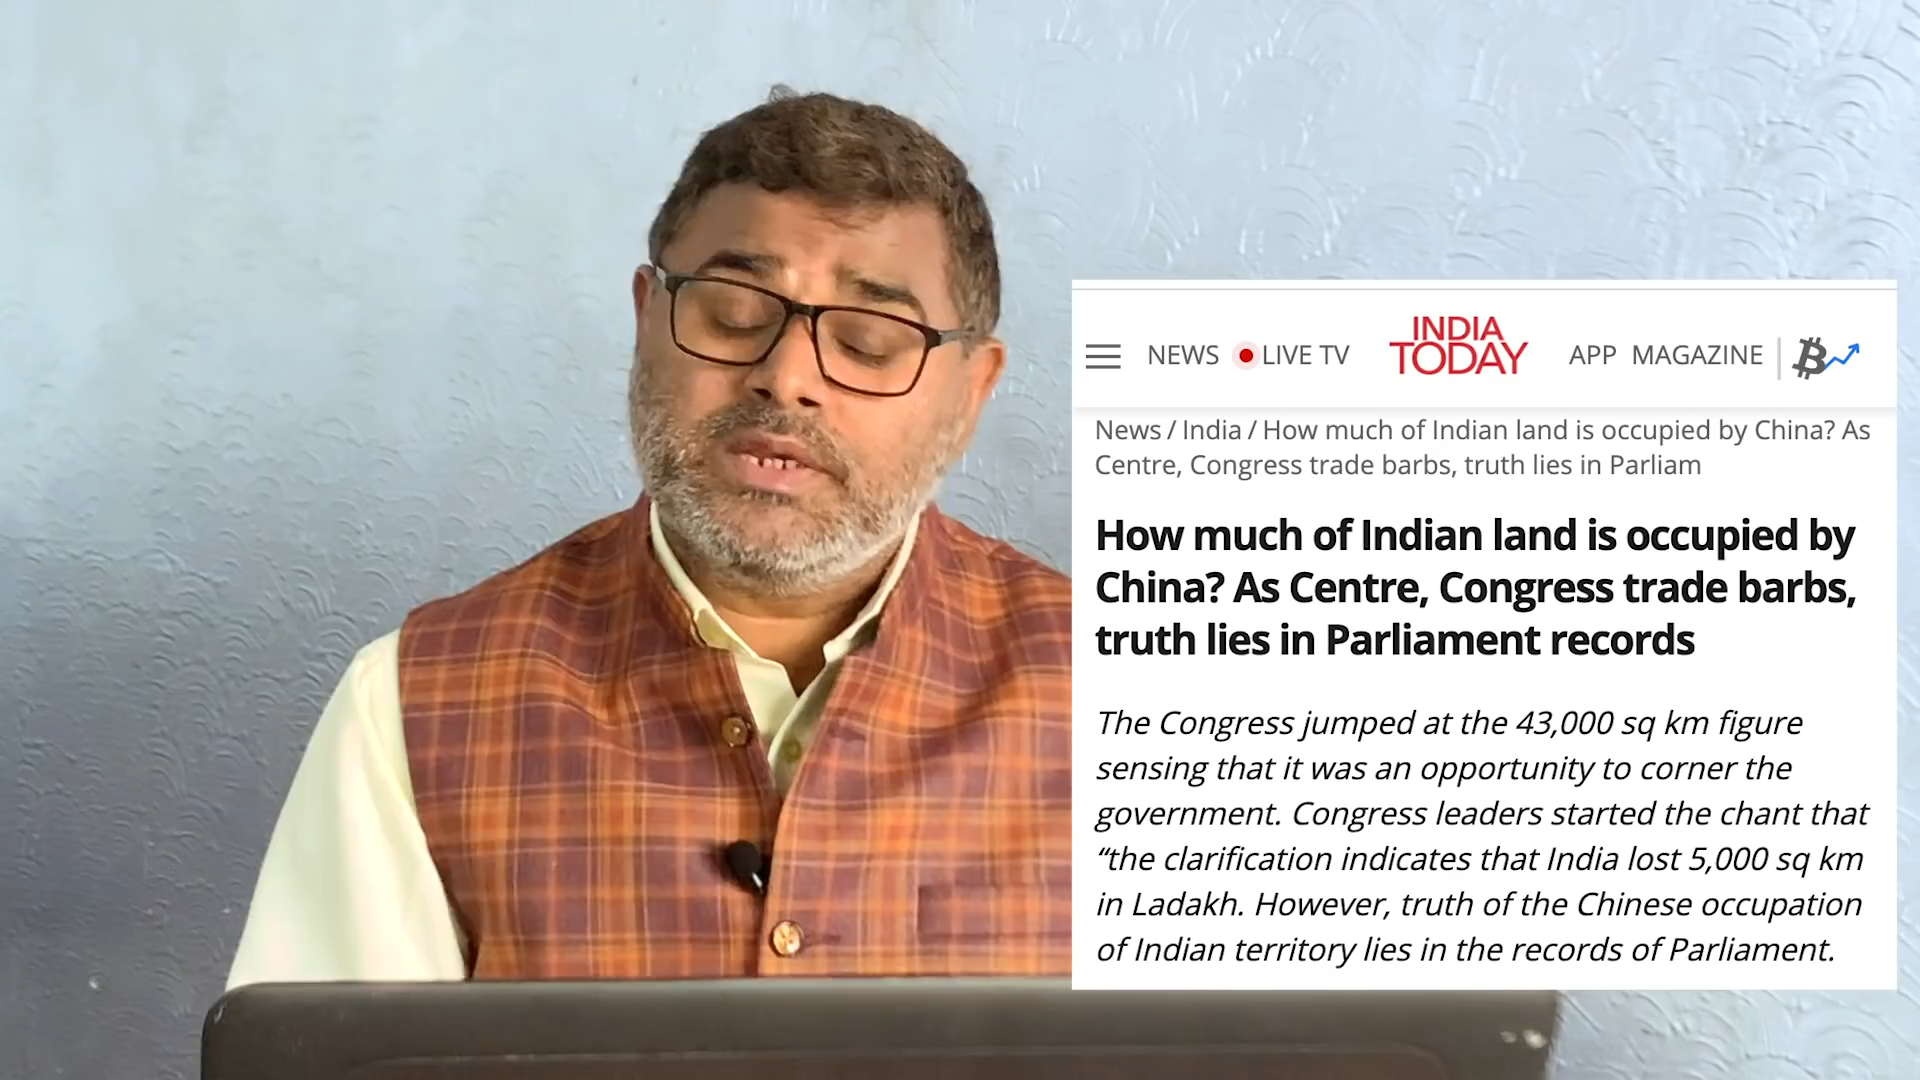 NEWS LIVE TV INDIA TODAY APP MAGAZINE
News / India / How much of Indian land is occupied by China? As
Centre, Congress trade barbs, truth lies in Parliam
How much of Indian land is occupied by
China? As Centre, Congress trade barbs,
truth lies in Parliament records
The Congress jumped at the 43,000 sq km figure
sensing that it was an opportunity to corner the
government. Congress leaders started the chant that
“the clarification indicates that India lost 5,000 sq km
in Ladakh. However, truth of the Chinese occupation
of Indian territory lies in the records of Parliament.